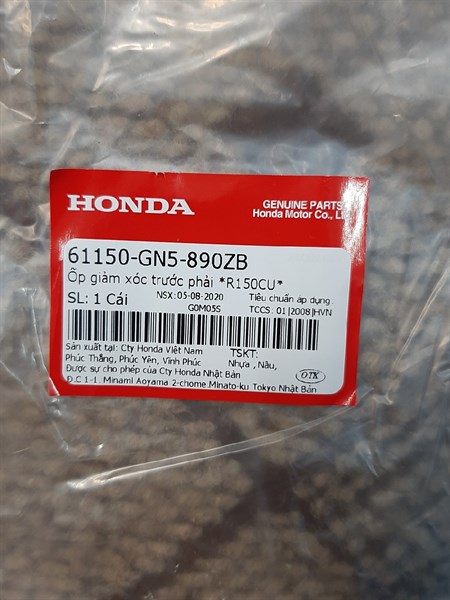 HONDA
GENUINE PARTS
Honda Motor Co.,
61150-GN5-890ZB
Ốp giảm xóc trước phải *R150CU*
SL: 1 Cái
NSX: 05-08-2020
Tiêu chuẩn áp dụng:
G0M05S
TCCS: 01|2008|HVN
Sản xuất tại: Cty Honda Việt Nam
Phúc Thắng, Phúc Yên, Vĩnh Phúc
TSKT:
Nhựa , Nâu,
Được sự cho phép của Cty Honda Nhật Bản
Đ.C 1-1, Minami Aoyama 2-chome,Minato-ku Tokyo Nhật Bản
OTK